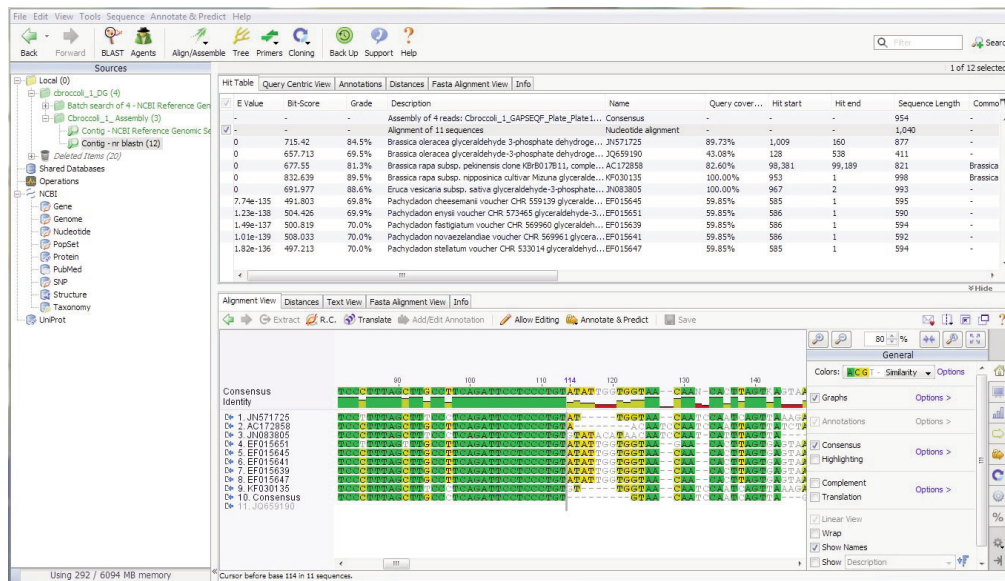 File Edit View Tools Sequence Annotate & Predict Help
Back Forward BLAST Agents Align/Assemble Tree Primers Cloning Back Up Support Help
Filter
Sources
1 of 12 selected
Local (0)
cbroccoli_1_DG (4)
Batch search of 4 - NCBI Reference Gen
Cbroccoli_1_ Assembly (3)
Contig - NCBI Reference Genomic Se
Contig - nr blastn (12)
Deleted Items (20)
Shared Databases
Operations
NCBI
Gene
Genome
Nucleotide
PopSet
Protein
PubMed
SNP
Structure
Taxonomy
UniProt
Using 292 / 6094 MB memory
Hit Table Query Centric View Annotations Distances Fasta Alignment View Info
E Value Bit-Score Grade Description Name Query cover... Hit start Hit end Sequence Length
- - - Assembly of 4 reads: Cbroccoli_1_GAPSEQF_Plate_Plate1... Consensus - - - 954 -
- - - Alignment of 11 sequences Nucleotide alignment - - - 1,040 -
0 715.42 84.5% Brassica oleracea glyceraldehyde 3-phosphate dehydroge... JN571725 89.73% 1,009 160 877 -
0 657.713 69.5% Brassica oleracea glyceraldehyde-3-phosphate dehydroge... JQ659190 43.08% 128 538 411 -
0 677.55 81.3% Brassica rapa subsp. pekinensis clone KBrB017B11, comple... AC172858 82.60% 98,381 99,189 821 Brassica
0 832.639 89.5% Brassica rapa subsp. nipposinica cultivar Mizuna glyceralde... KF030135 100.00% 953 1 998 Brassica
0 691.977 88.6% Eruca vesicaria subsp. sativa glyceraldehyde-3-phosphate... JN083805 100.00% 967 2 993 -
7.74e-135 491.803 69.8% Pachycladon cheesemanii voucher CHR 559139 glyceralde... EF015645 59.85% 585 1 595 -
1.23e-138 504.426 69.9% Pachycladon enysii voucher CHR 573465 glyceraldehyde-3... EF015651 59.85% 585 1 590 -
1.49e-137 500.819 70.0% Pachycladon fastigiatum voucher CHR 569960 glyceraldeh... EF015639 59.85% 586 1 594 -
1.01e-139 508.033 70.0% Pachycladon novaezelandiae voucher CHR 569961 glycera... EF015641 59.85% 586 1 592 -
1.82e-136 497.213 70.0% Pachycladon stellatum voucher CHR 533014 glyceraldehyd... EF015647 59.85% 585 1 594 -
Hide
Alignment View Distances Text View Fasta Alignment View Info
Extract R.C. Translate Add/Edit Annotation Allow Editing Annotate & Predict Save
80 %
General
Colors: ACGT - Similarity Options
Graphs Options >
Annotations Options >
Consensus
Highlighting Options >
Complement
Translation Options >
Linear View
Wrap
Show Names
Show Description
90 100 110 114 120 130 140
Consensus
Identity
1. JN571725
2. AC172858
3. JN083805
4. EF015651
5. EF015645
6. EF015641
7. EF015639
8. EF015647
9. KF030135
10. Consensus
11. JQ659190
Cursor before base 114 in 11 sequences.